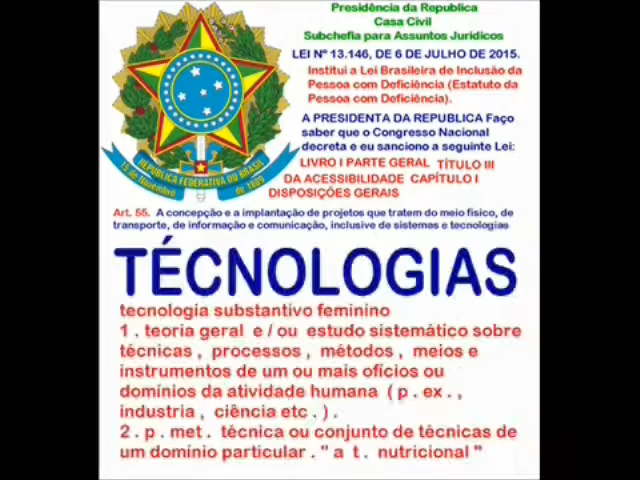 Presidência da Republica
Casa Civil
Subchefia para Assuntos Jurídicos
LEI Nº 13.146, DE 6 DE JULHO DE 2015.
Institui a Lei Brasileira de Inclusão da
Pessoa com Deficiência (Estatuto da
Pessoa com Deficiência).
A PRESIDENTA DA REPUBLICA Faço
saber que o Congresso Nacional
decreta e eu sanciono a seguinte Lei:
LIVRO I PARTE GERAL TÍTULO III
DA ACESSIBILIDADE CAPÍTULO I
DISPOSIÇÕES GERAIS
REPÚBLICA FEDERATIVA DO BRASIL
15 de Novembro de 1889
Art. 55. A concepção e a implantação de projetos que tratem do meio físico, de
transporte, de informação e comunicação, inclusive de sistemas e tecnologias
TÉCNOLOGIAS
tecnologia substantivo feminino
1 . teoria geral e / ou estudo sistemático sobre
técnicas , processos , métodos , meios e
instrumentos de um ou mais ofícios ou
domínios da atividade humana ( p . ex . ,
industria , ciência etc . ) .
2 . p . met . técnica ou conjunto de técnicas de
um domínio particular . " a t . nutricional "